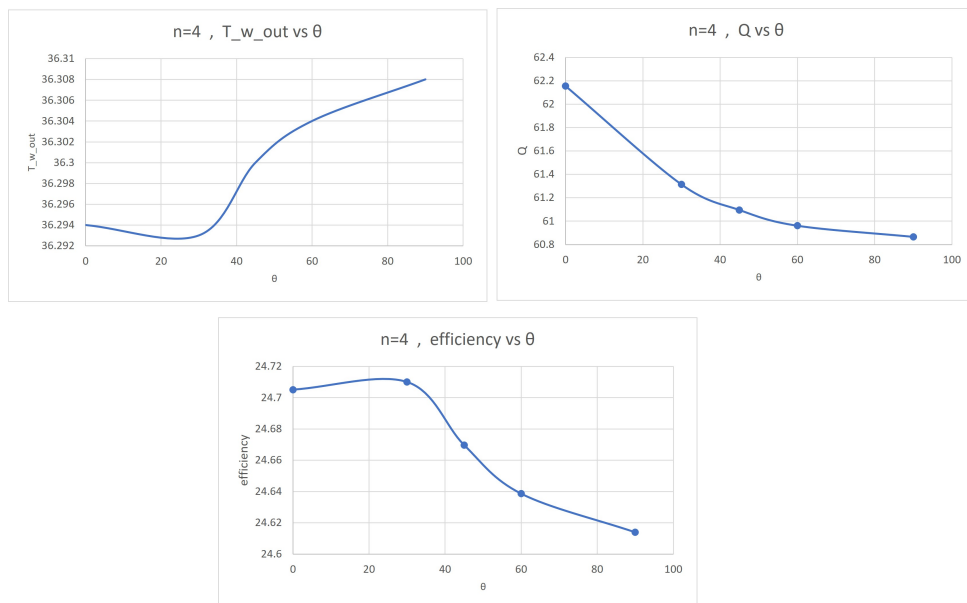 n=4 , T_w_out vs θ
36.31
36.308
36.306
36.304
36.302
36.3
36.298
36.296
36.294
36.292
T_w_out
0 20 40 60 80 100
θ
n=4 , Q vs θ
62.4
62.2
62
61.8
61.6
61.4
61.2
61
60.8
Q
0 20 40 60 80 100
θ
n=4 , efficiency vs θ
24.72
24.7
24.68
24.66
24.64
24.62
24.6
efficiency
0 20 40 60 80 100
θ